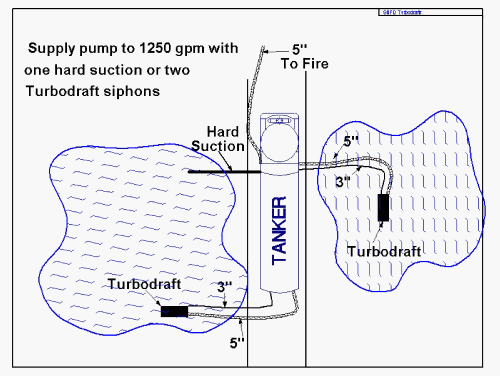 SBFD Turbodraft
Supply pump to 1250 gpm with
one hard suction or two
Turbodraft siphons
5"
To Fire
Hard
Suction
5"
3"
TANKER
Turbodraft
Turbodraft
3"
5"